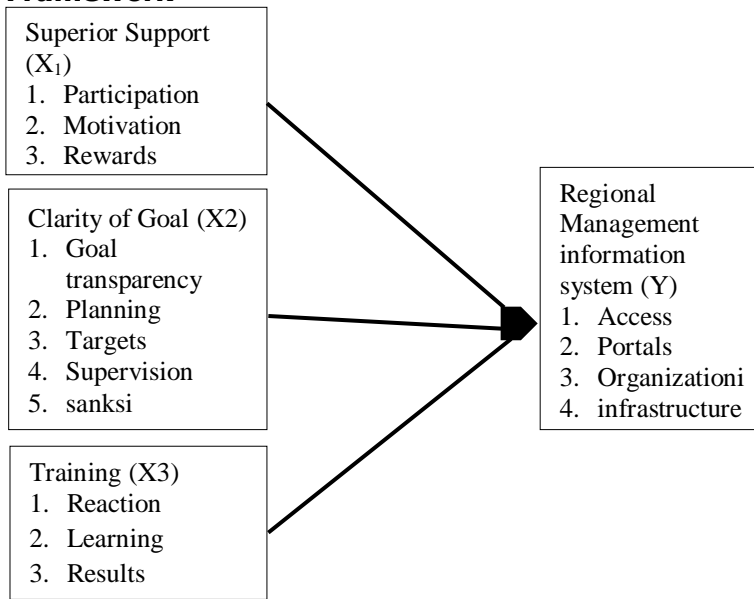 Superior Support
(X₁)
1. Participation
2. Motivation
3. Rewards
Clarity of Goal (X2)
1. Goal
transparency
2. Planning
3. Targets
4. Supervision
5. sanksi
Training (X3)
1. Reaction
2. Learning
3. Results
Regional
Management
information
system (Y)
1. Access
2. Portals
3. Organizationi
4. infrastructure